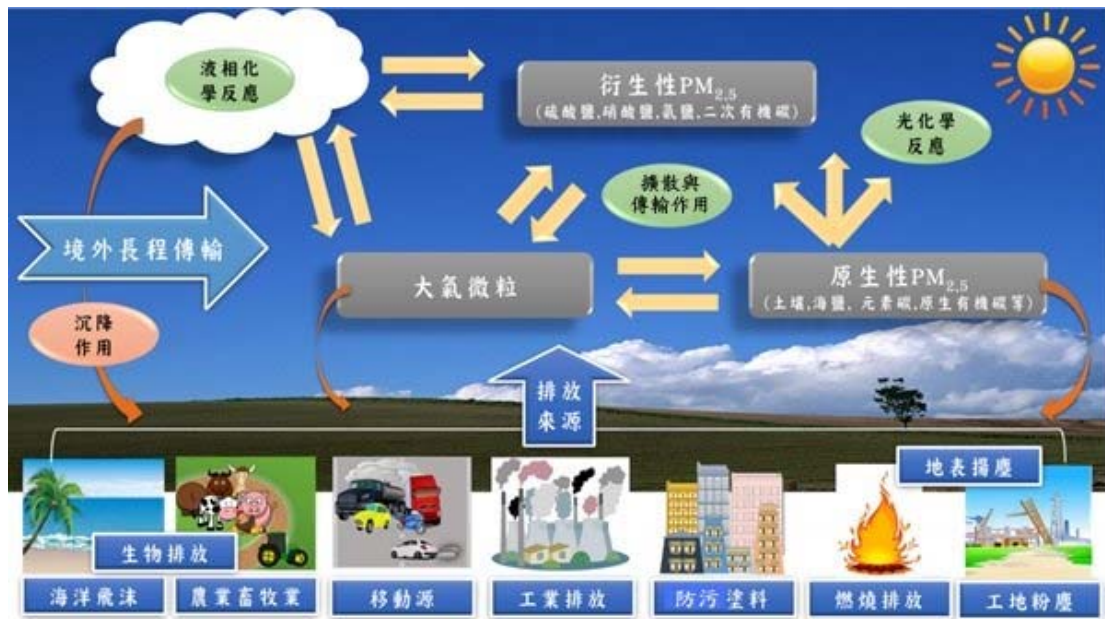 液相化
學反應
衍生性PM2.5
(硫酸鹽,硝酸鹽,氨鹽,二次有機碳)
光化學
反應
擴散與
傳輸作用
境外長程傳輸
大氣微粒
原生性PM2.5
(土壤,海鹽, 元素碳,原生有機碳等)
沉降
作用
排放
來源
地表揚塵
生物排放
海洋飛沫
農業畜牧業
移動源
工業排放
防污塗料
燃燒排放
工地粉塵